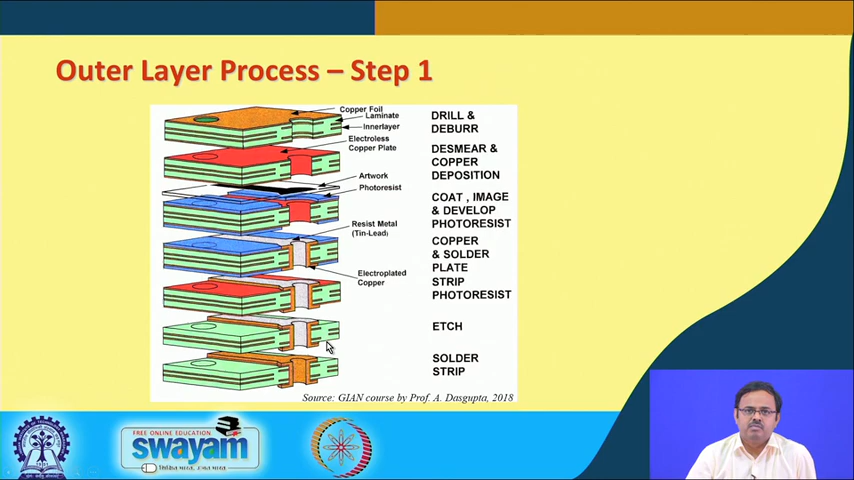 Outer Layer Process – Step 1
Copper Foil
Laminate
Innerlayer
DRILL &
DEBURR
Electroless
Copper Plate
DESMEAR &
COPPER
DEPOSITION
Artwork
Photoresist
COAT , IMAGE
& DEVELOP
PHOTORESIST
Resist Metal
(Tin-Lead)
COPPER
& SOLDER
PLATE
Electroplated
Copper
STRIP
PHOTORESIST
ETCH
SOLDER
STRIP
Source: GIAN course by Prof. A. Dasgupta, 2018
FREE ONLINE EDUCATION
swayam